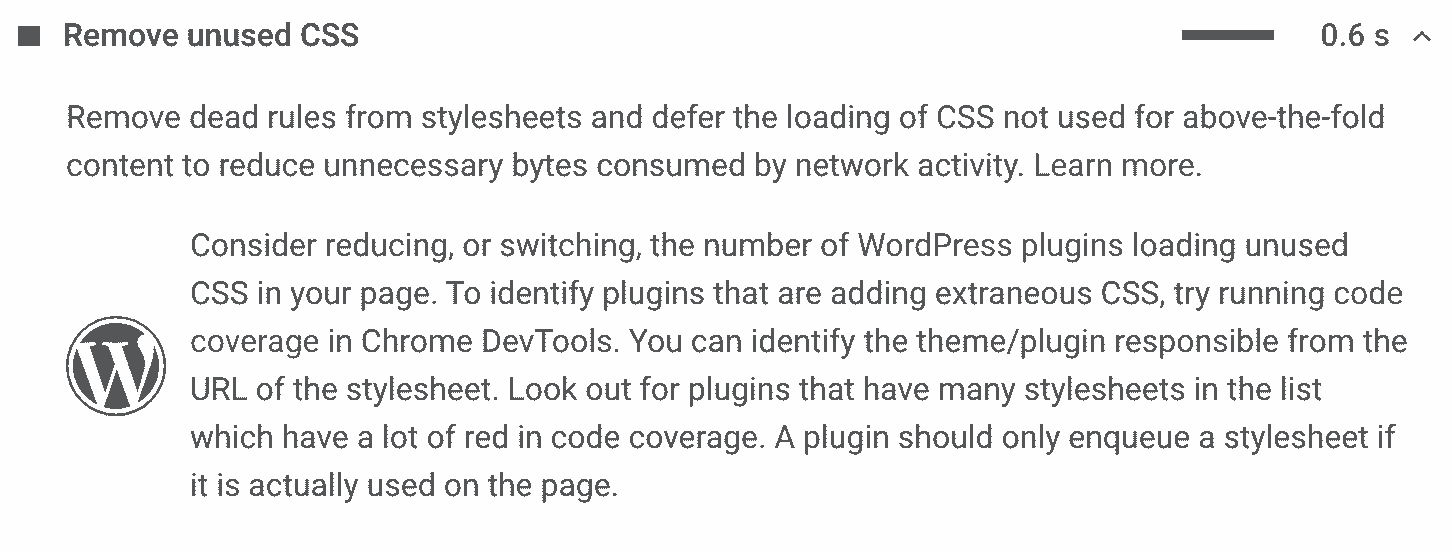 Remove unused CSS 0.6 s
Remove dead rules from stylesheets and defer the loading of CSS not used for above-the-fold
content to reduce unnecessary bytes consumed by network activity. Learn more.
Consider reducing, or switching, the number of WordPress plugins loading unused
CSS in your page. To identify plugins that are adding extraneous CSS, try running code
coverage in Chrome DevTools. You can identify the theme/plugin responsible from the
URL of the stylesheet. Look out for plugins that have many stylesheets in the list
which have a lot of red in code coverage. A plugin should only enqueue a stylesheet if
it is actually used on the page.